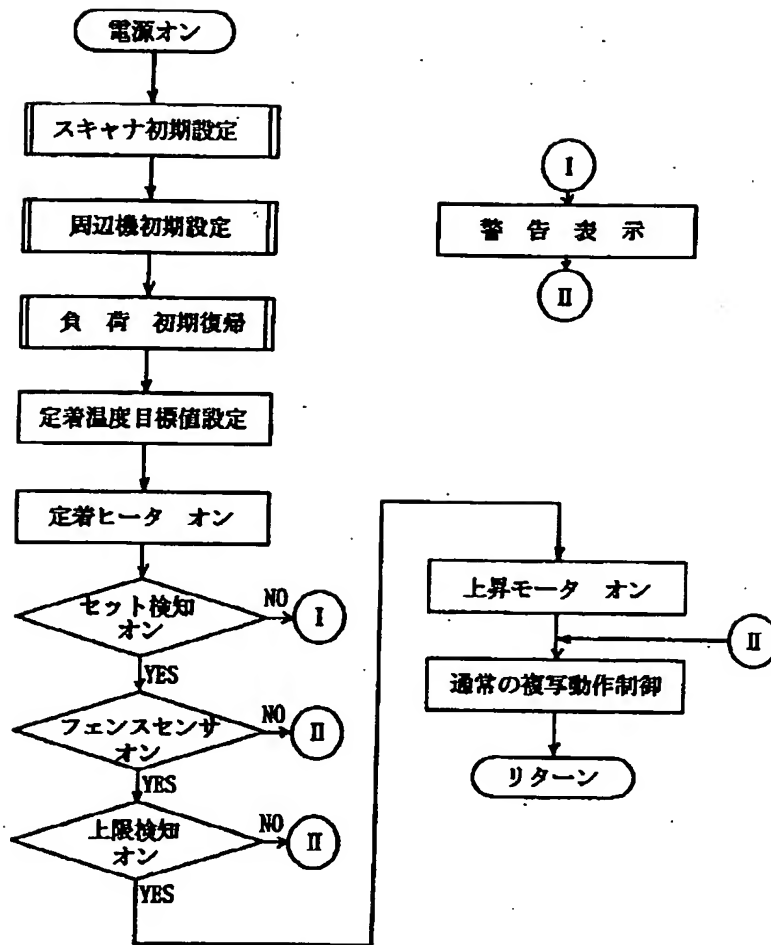 電源オン
スキャナ初期設定
周辺機初期設定
負 荷 初期復帰
定着温度目標値設定
定着ヒータ オン
セット検知
オン
NO
I
YES
フェンスセンサ
オン
NO
II
YES
上限検知
オン
NO
II
YES
I
警 告 表 示
II
上昇モータ オン
II
通常の複写動作制御
リターン